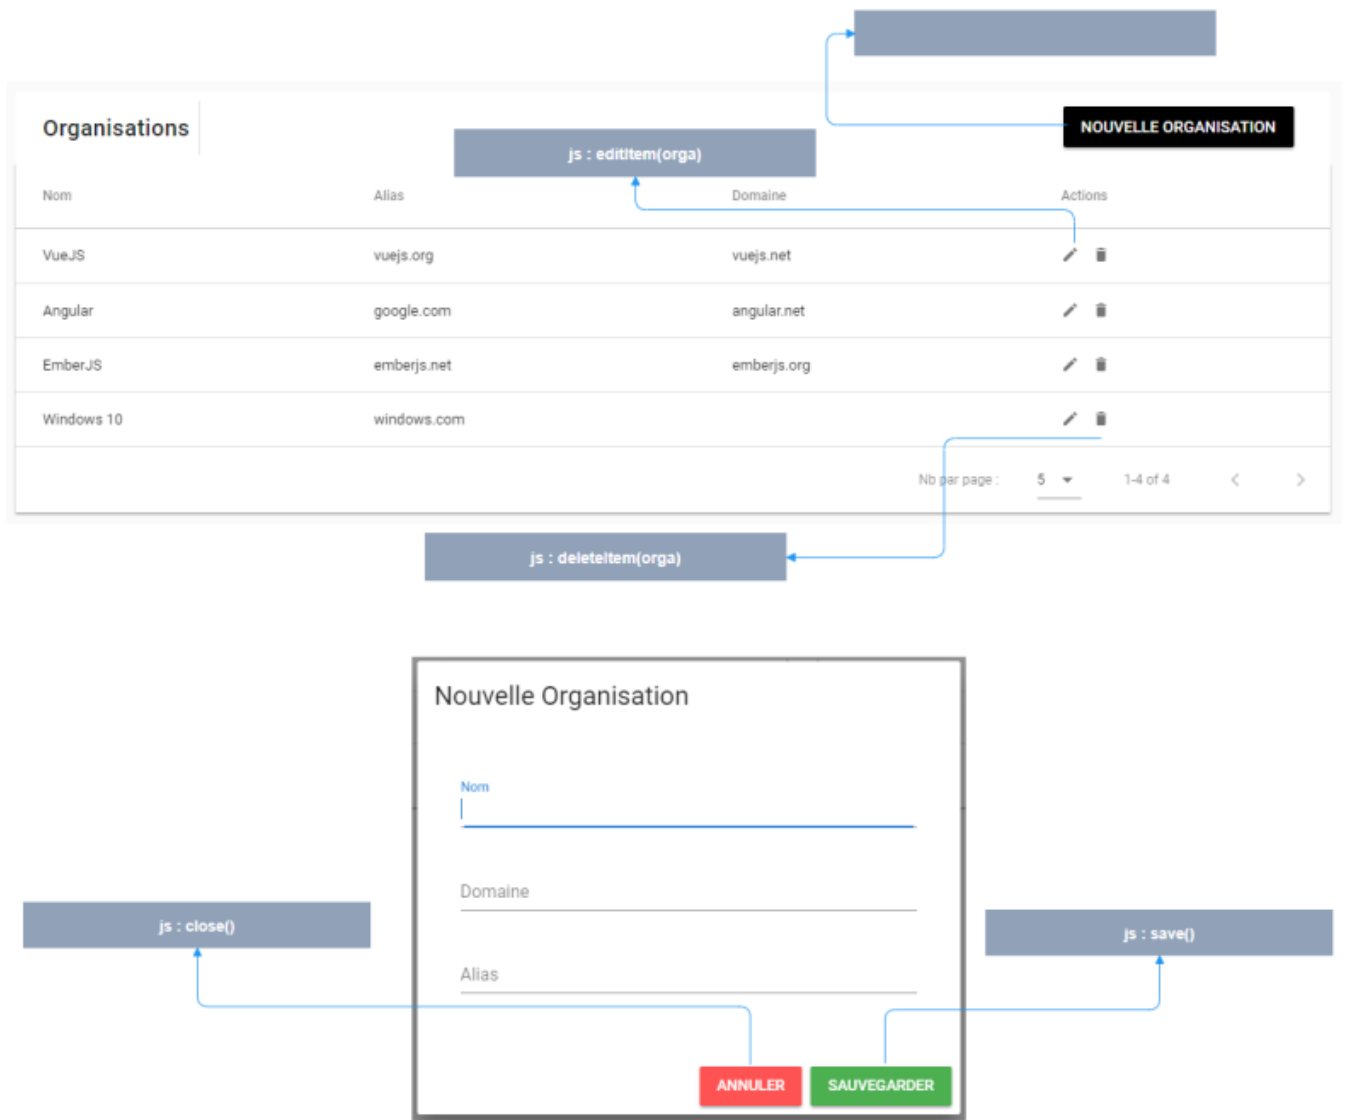 Organisations
NOUVELLE ORGANISATION
js : editItem(orga)
Nom Alias Domaine Actions
VueJS vuejs.org vuejs.net
Angular google.com angular.net
EmberJS emberjs.net emberjs.org
Windows 10 windows.com
Nb par page : 5 1-4 of 4
js : deleteItem(orga)
Nouvelle Organisation
Nom
Domaine
js : close()
js : save()
Alias
ANNULER SAUVEGARDER